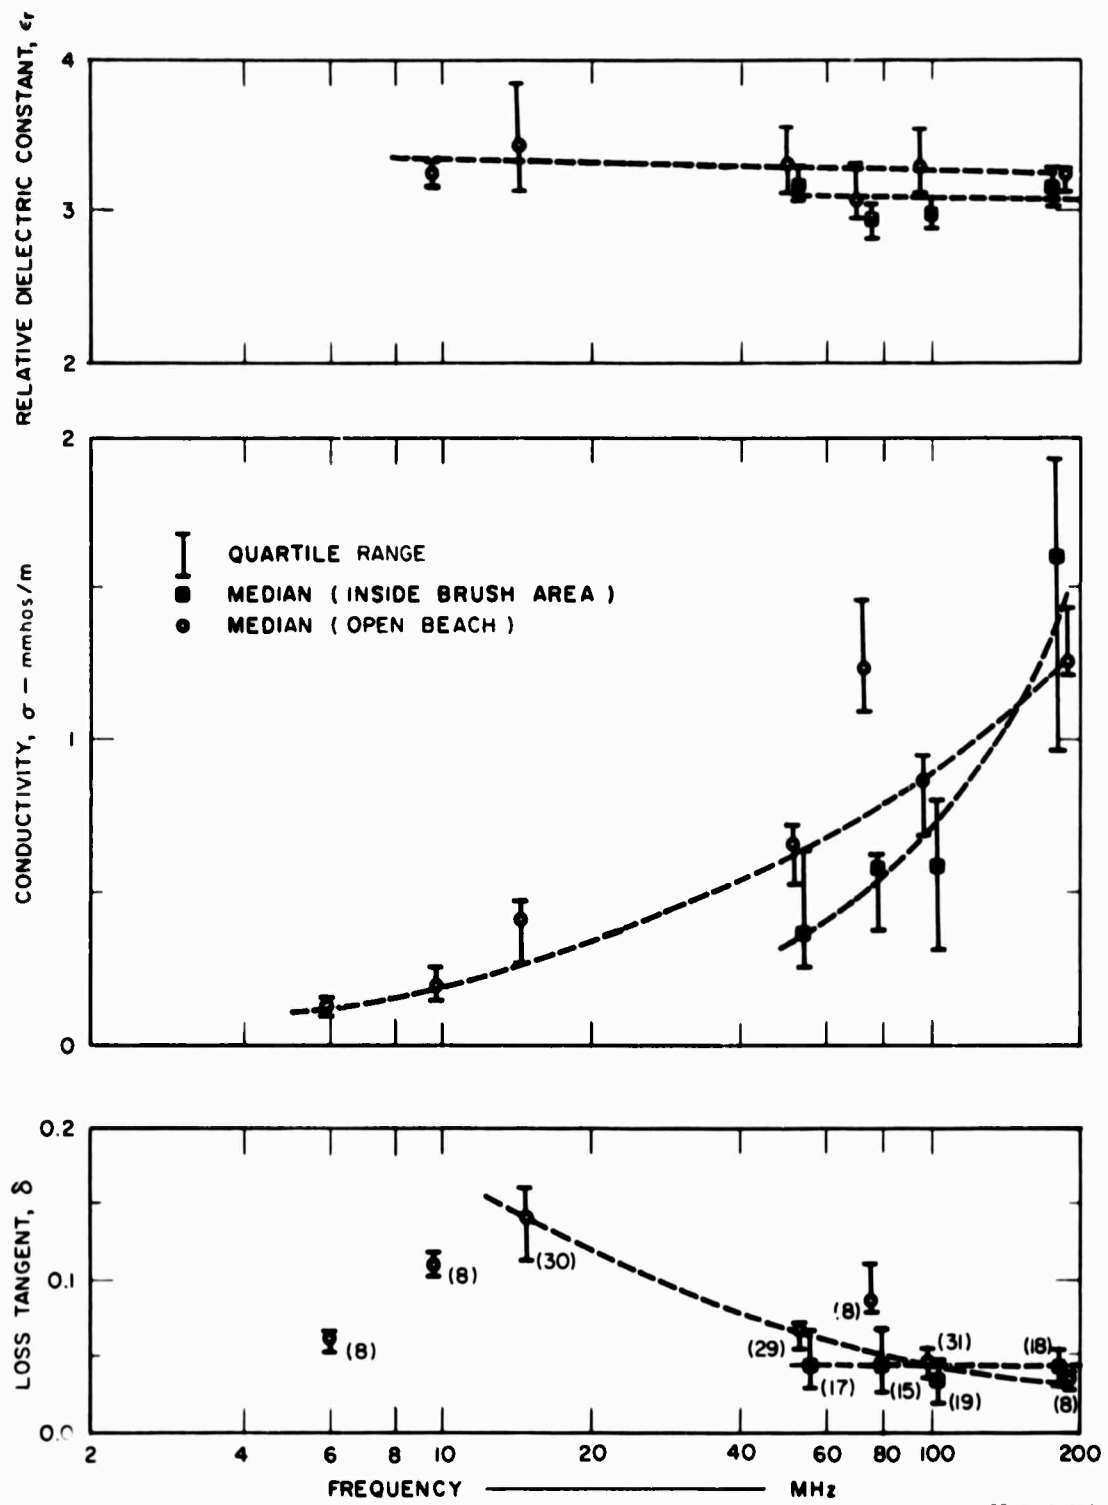 RELATIVE DIELECTRIC CONSTANT, εr
4
3
2
CONDUCTIVITY, σ — mmhos/m
2
1
0
QUARTILE RANGE
MEDIAN ( INSIDE BRUSH AREA )
MEDIAN ( OPEN BEACH )
LOSS TANGENT, δ
0.2
0.1
0.0
(8)
(8)
(30)
(29)
(17)
(8)
(15)
(31)
(19)
(18)
(8)
2 4 6 8 10 20 40 60 80 100 200
FREQUENCY MHz